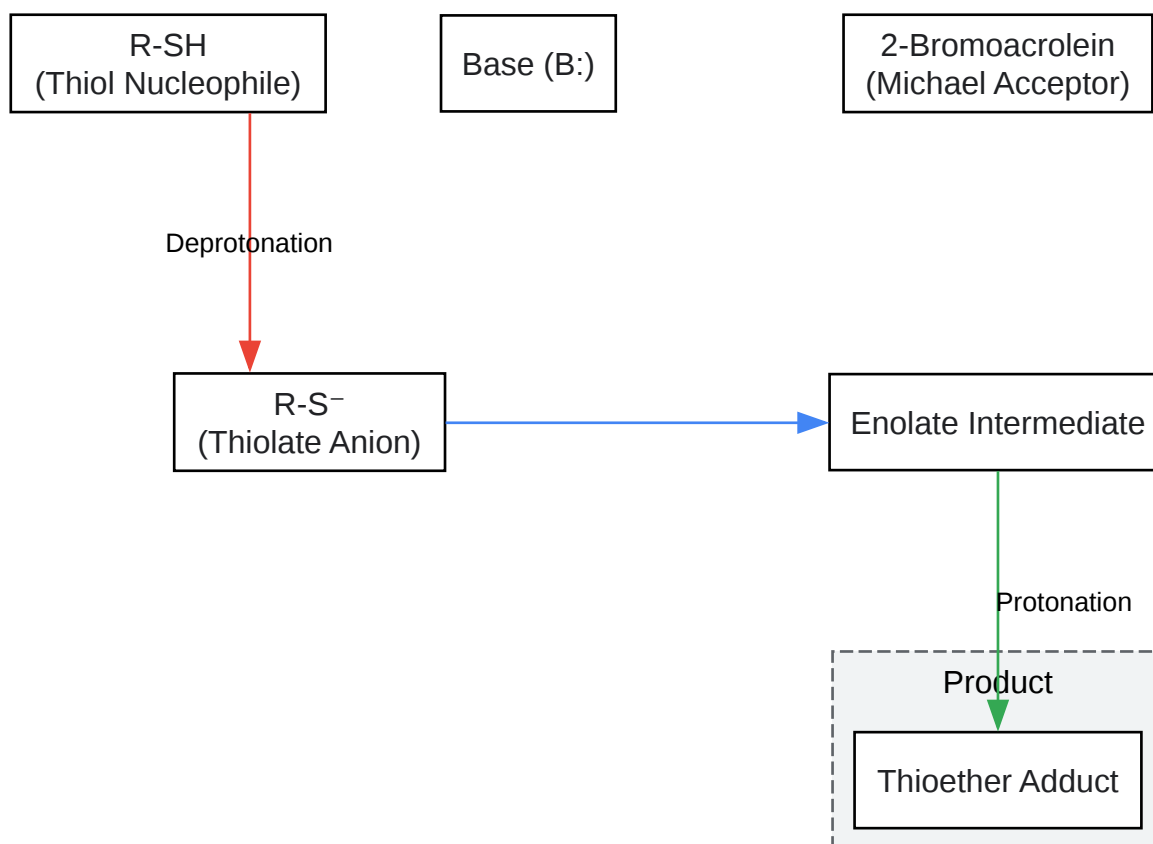 R-SH
(Thiol Nucleophile)
Base (B:)
2-Bromoacrolein
(Michael Acceptor)
Deprotonation
R-S⁻
(Thiolate Anion)
Enolate Intermediate
Protonation
Product
Thioether Adduct